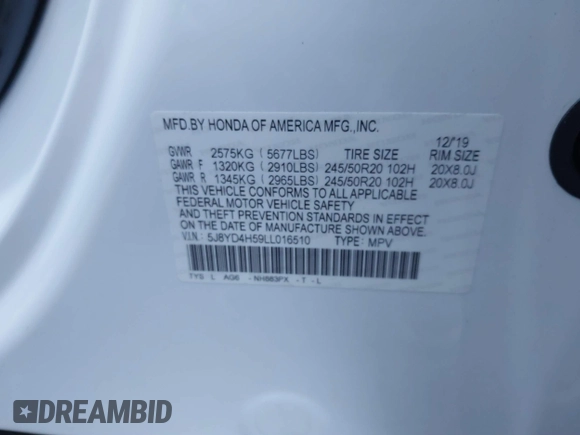 MFD.BY HONDA OF AMERICA MFG.,INC.
12/'19
GVWR 2575KG (5677LBS) TIRE SIZE RIM SIZE
GAWR F 1320KG (2910LBS) 245/50R20 102H 20X8.0J
GAWR R 1345KG (2965LBS) 245/50R20 102H 20X8.0J
THIS VEHICLE CONFORMS TO ALL APPLICABLE
FEDERAL MOTOR VEHICLE SAFETY
AND THEFT PREVENTION STANDARDS IN EFFECT
ON THE DATE OF MANUFACTURE SHOWN ABOVE.
V.I.N: 5J8YD4H59LL016510 TYPE: MPV
TYS L AG6 - NH883PX - T - L
DREAMBID